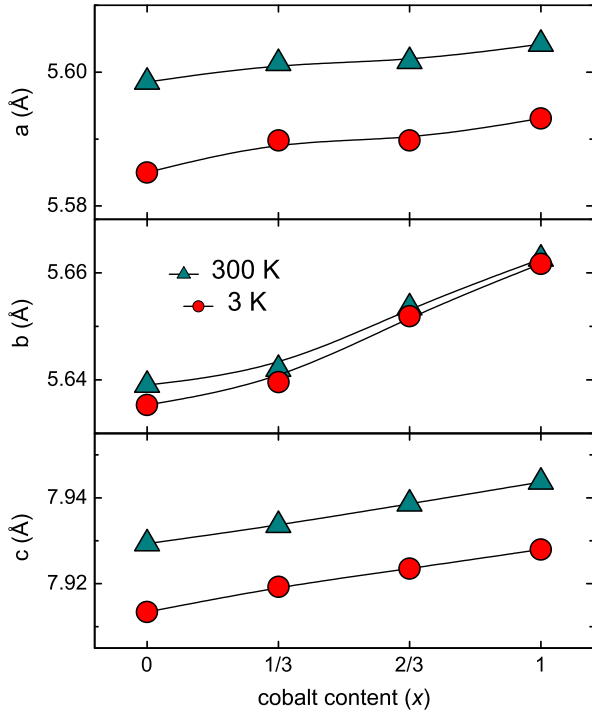 a (Å)
5.60
5.58
b (Å)
5.66
5.64
300 K
3 K
c (Å)
7.94
7.92
0 1/3 2/3 1
cobalt content (x)